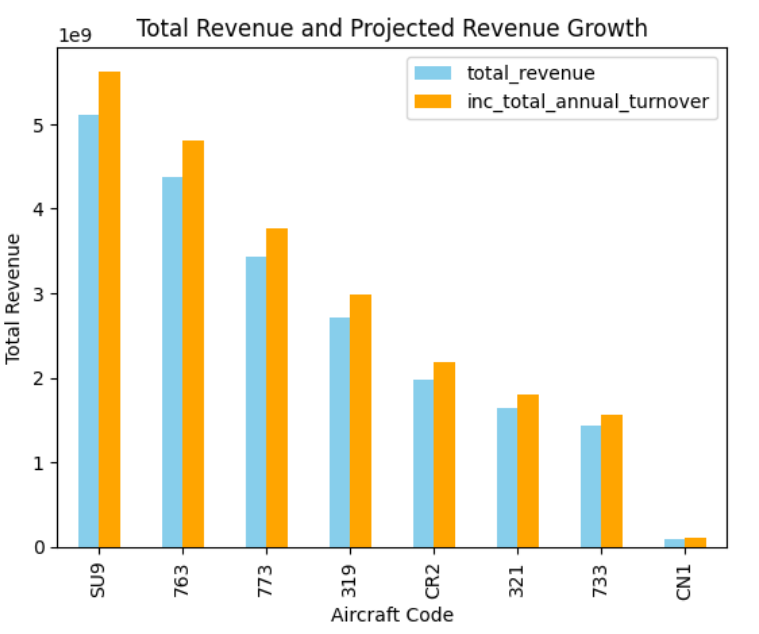 Total Revenue and Projected Revenue Growth
1e9
total_revenue
inc_total_annual_turnover
5
4
3
2
1
0
Total Revenue
SU9
763
773
319
CR2
321
733
CN1
Aircraft Code